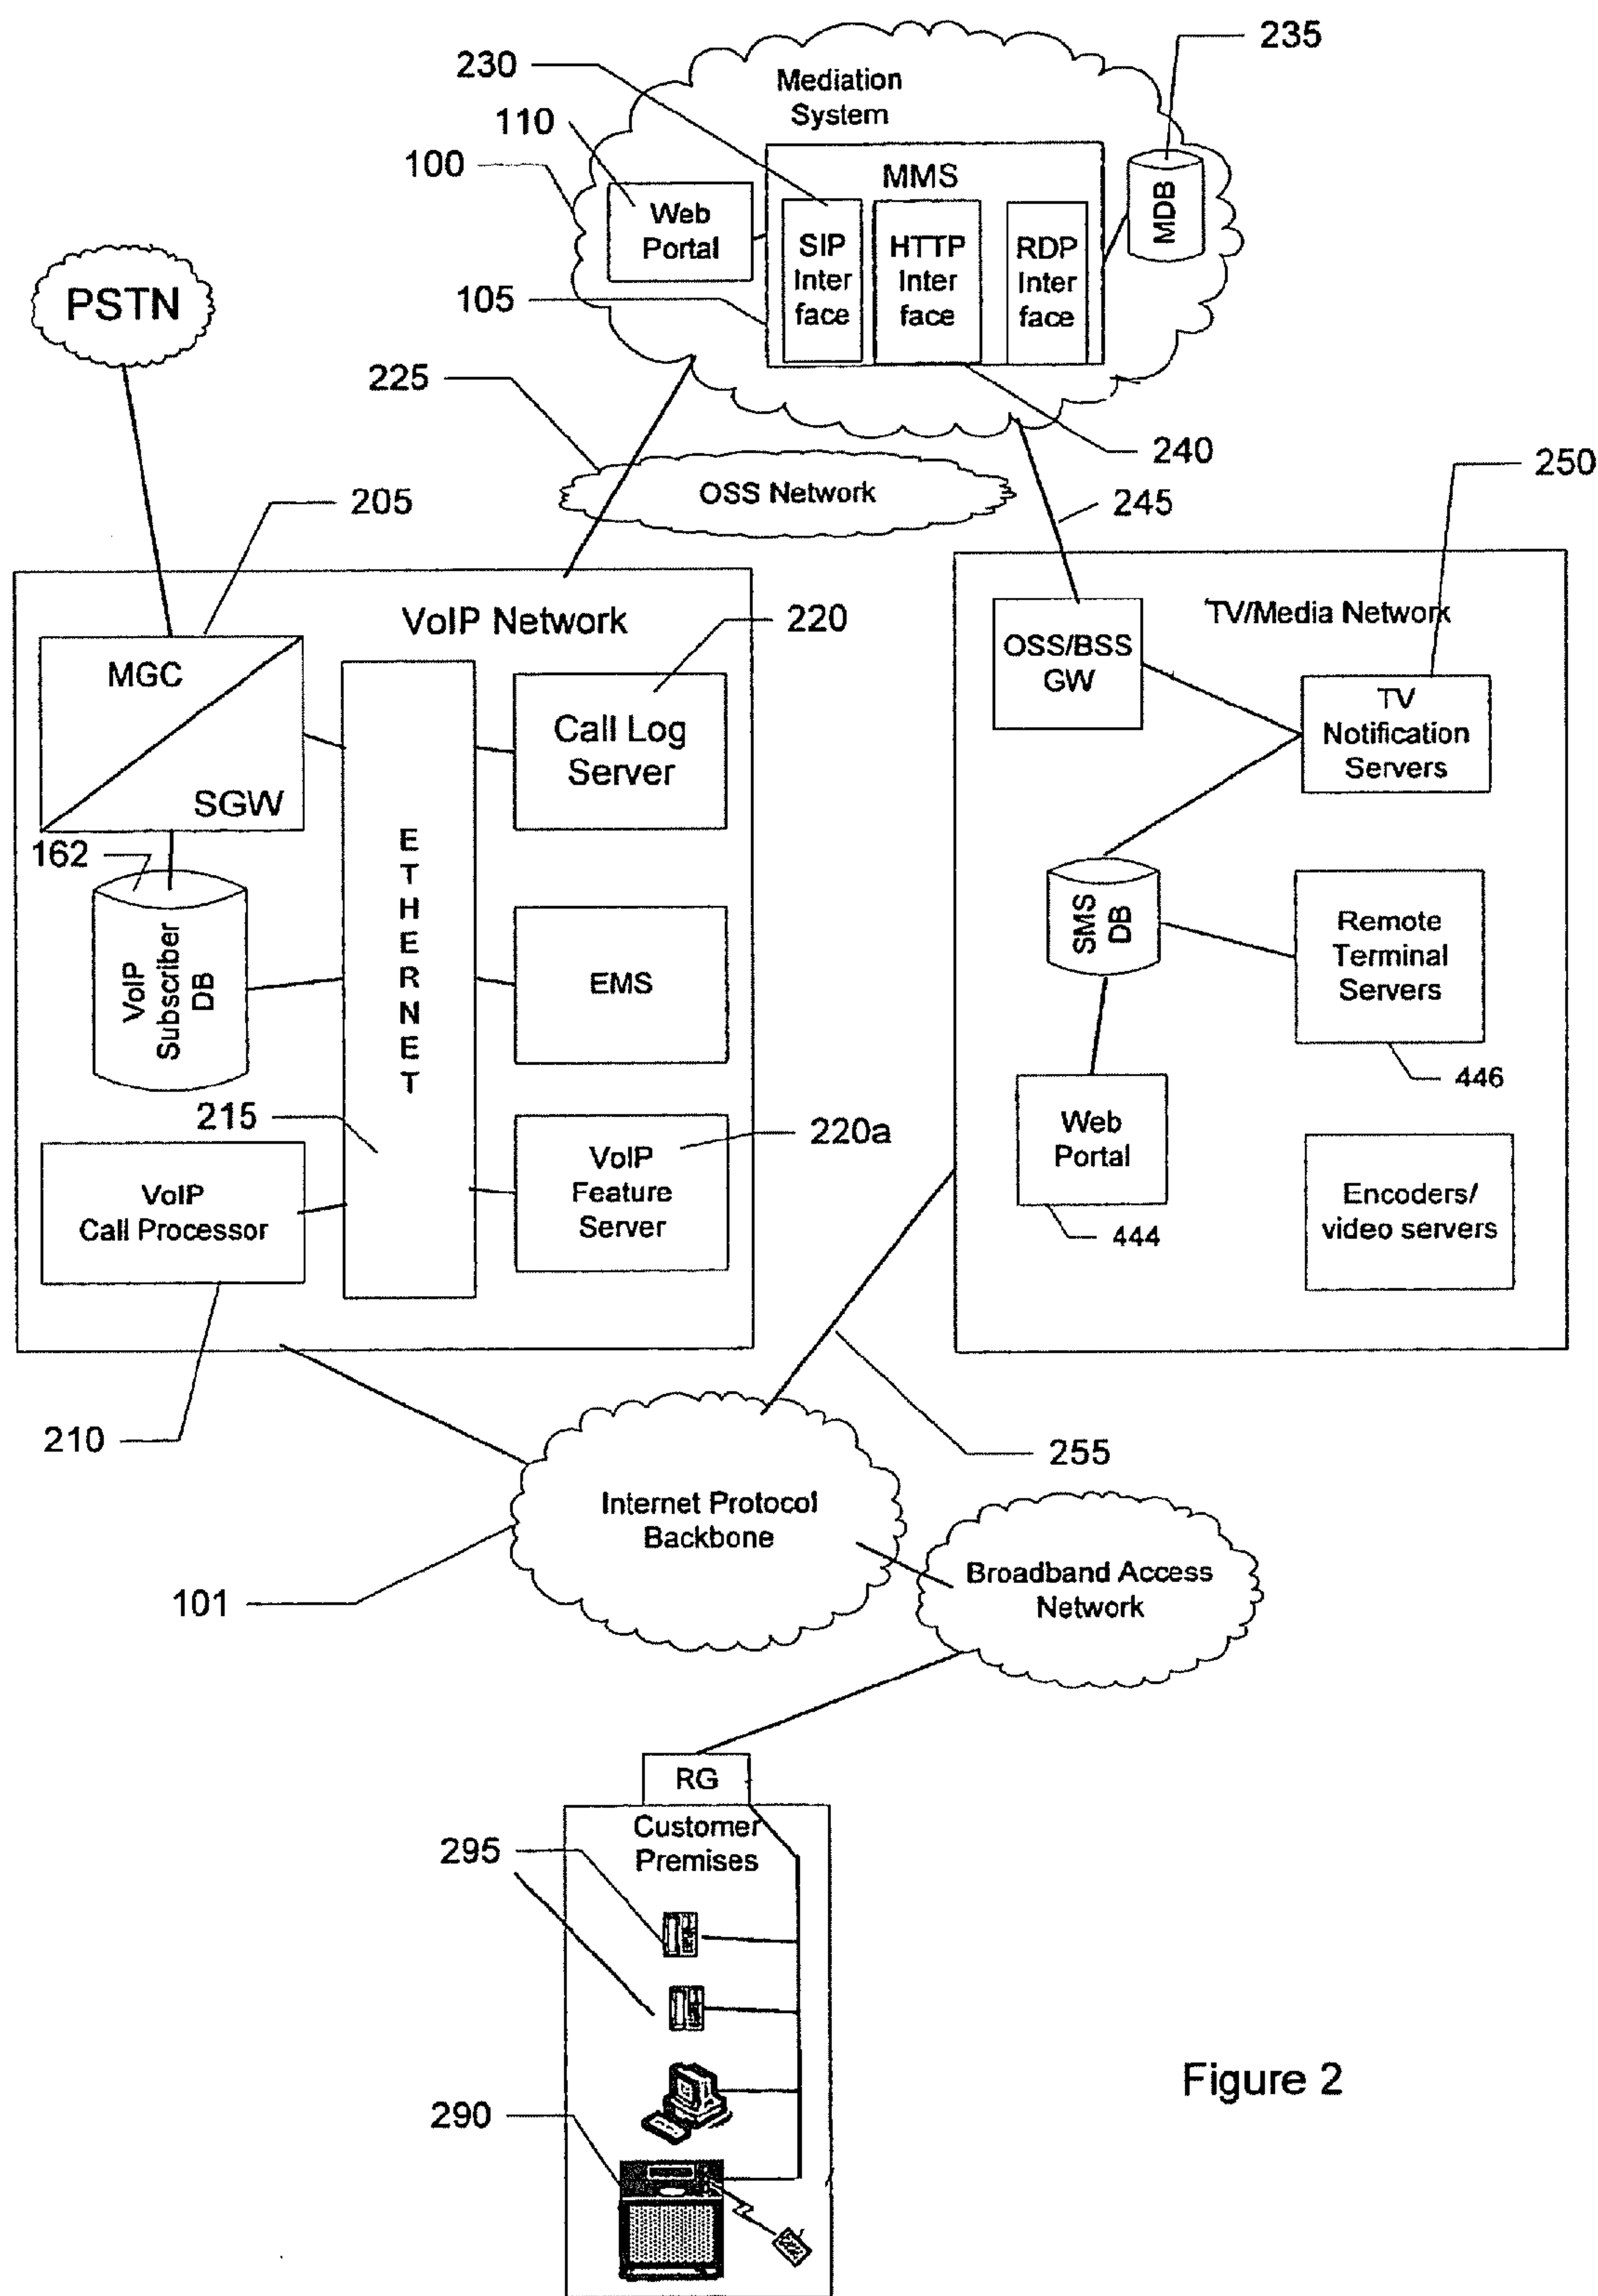 235
230
Mediation
System
110
100
MMS
Web
Portal
SIP
Inter
face
HTTP
Inter
face
RDP
Inter
face
MDB
105
PSTN
225
240
250
OSS Network
245
205
VoIP Network
220
TV/Media Network
MGC
SGW
OSS/BSS
GW
TV
Notification
Servers
Call Log
Server
162
ETHERNET
VoIP
Subscriber
DB
EMS
SMS
DB
Remote
Terminal
Servers
446
215
220a
VoIP
Feature
Server
Web
Portal
444
VoIP
Call Processor
Encoders/
video servers
210
255
Internet Protocol
Backbone
Broadband Access
Network
101
RG
Customer
Premises
295
290
Figure 2